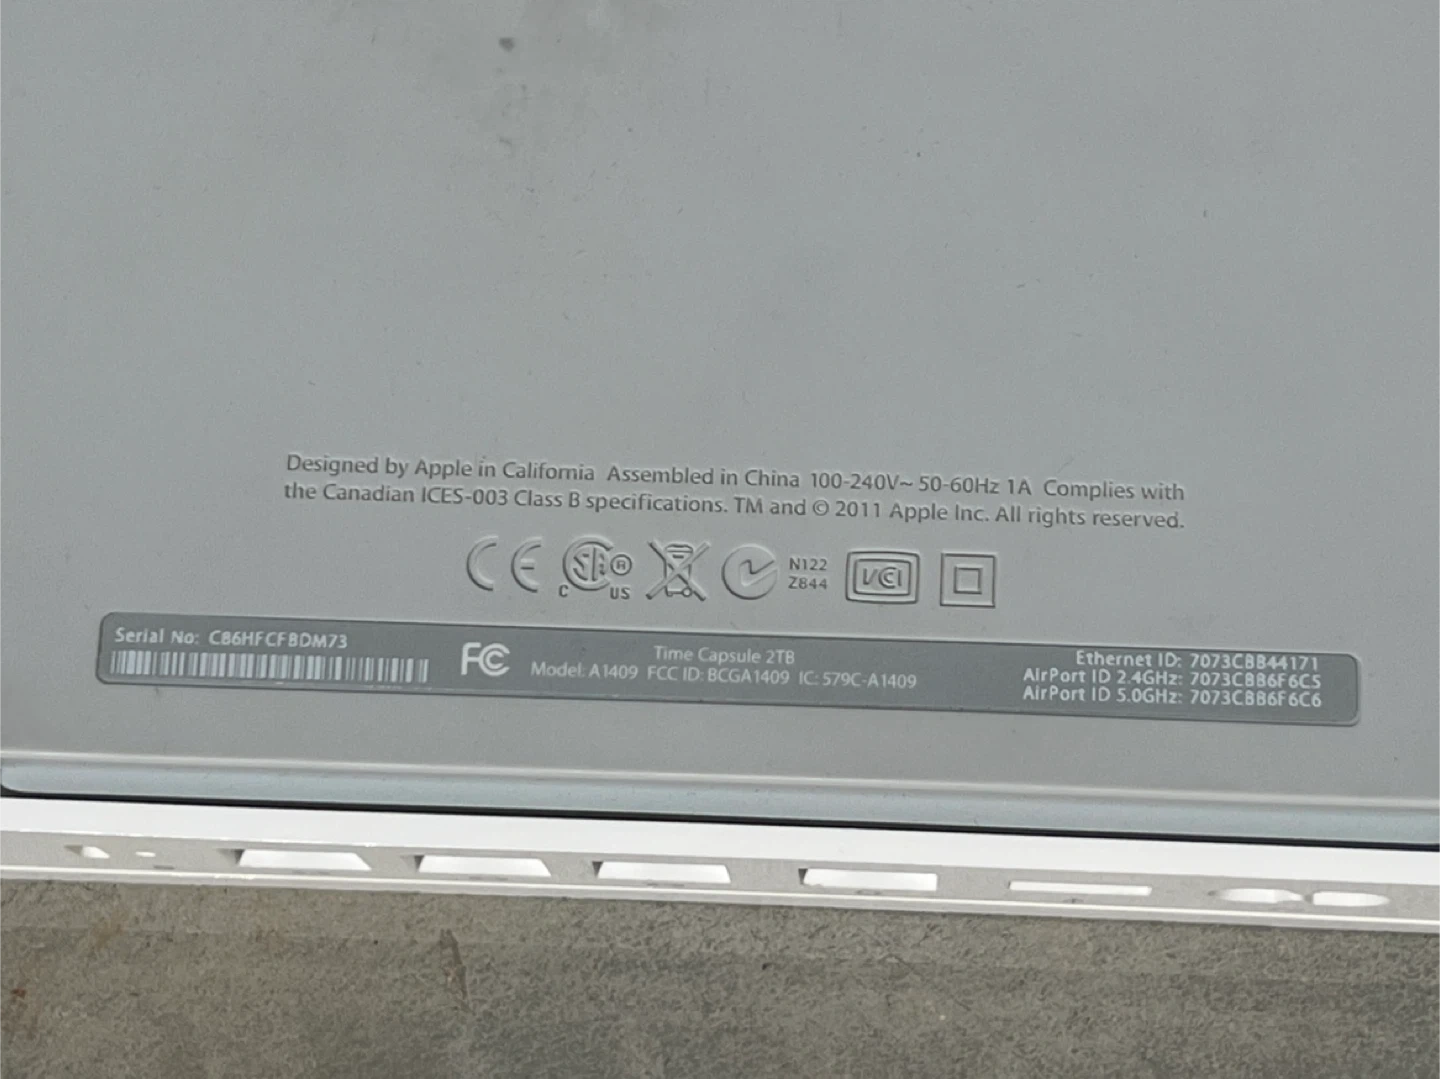 Designed by Apple in California Assembled in China 100-240V~ 50-60Hz 1A Complies with
the Canadian ICES-003 Class B specifications. TM and © 2011 Apple Inc. All rights reserved.
CE
C US
N122
Z844
VCI
Serial No: C86HFCFBDM73
FC
Time Capsule 2TB
Model: A1409 FCC ID: BCGA1409 IC: 579C-A1409
Ethernet ID: 7073CBB44171
AirPort ID 2.4GHz: 7073CBB6F6C5
AirPort ID 5.0GHz: 7073CBB6F6C6